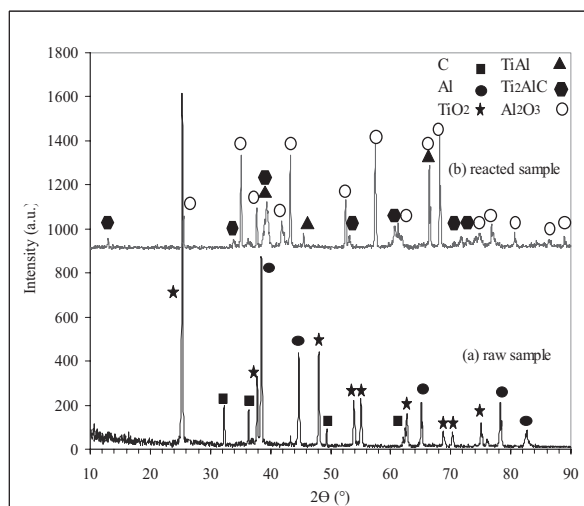 1800
1600
1400
1200
1000
800
600
400
200
0
Intensity (a.u.)
C TiAl
Al Ti2AlC
TiO2 Al2O3
(b) reacted sample
(a) raw sample
10 20 30 40 50 60 70 80 90
2Θ (°)